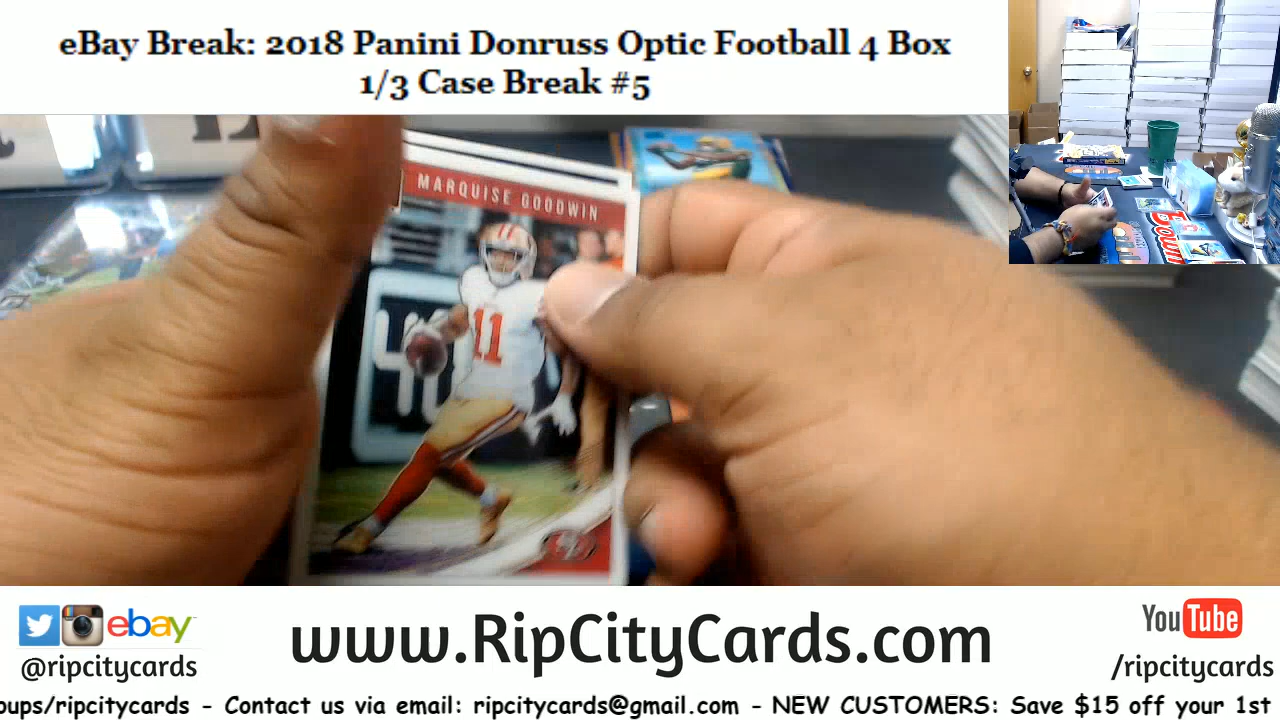 eBay Break: 2018 Panini Donruss Optic Football 4 Box
1/3 Case Break #5
MARQUISE GOODWIN
11
ebay
@ripcitycards
www.RipCityCards.com
YouTube
/ripcitycards
oups/ripcitycards - Contact us via email: ripcitycards@gmail.com - NEW CUSTOMERS: Save $15 off your 1st